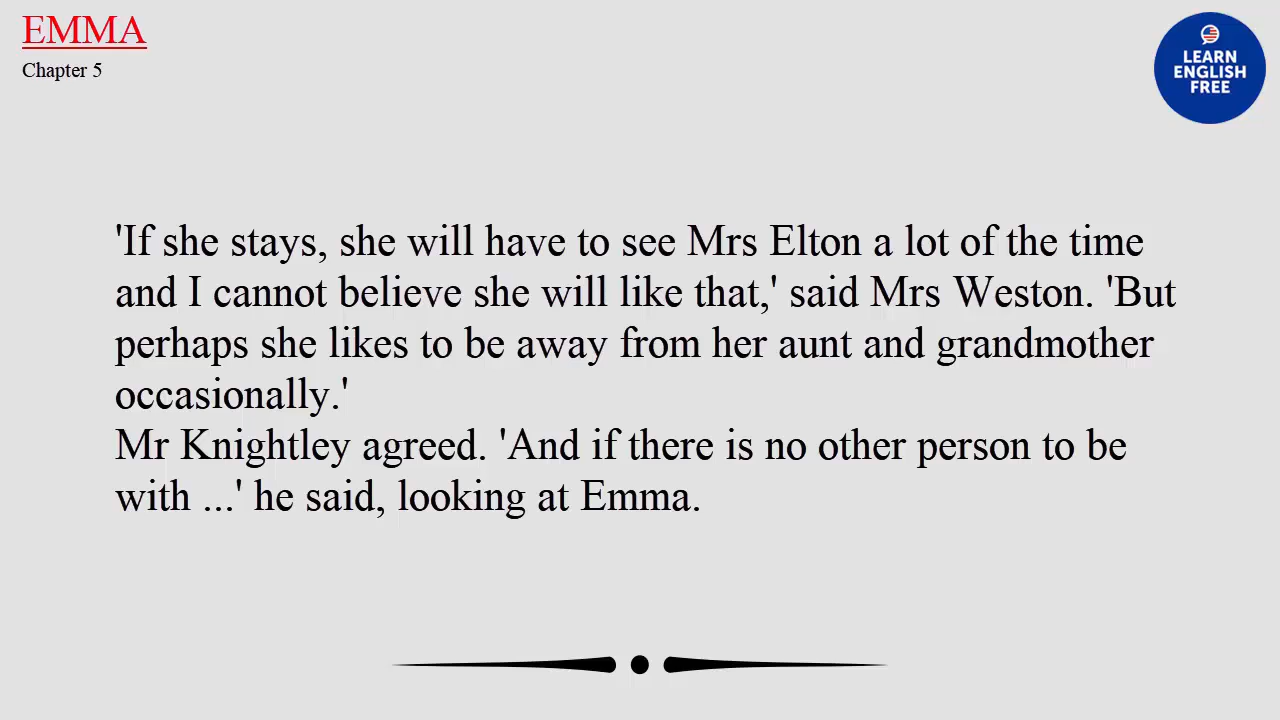 EMMA
Chapter 5
LEARN
ENGLISH
FREE
'If she stays, she will have to see Mrs Elton a lot of the time
and I cannot believe she will like that,' said Mrs Weston. 'But
perhaps she likes to be away from her aunt and grandmother
occasionally.'
Mr Knightley agreed. 'And if there is no other person to be
with ...' he said, looking at Emma.